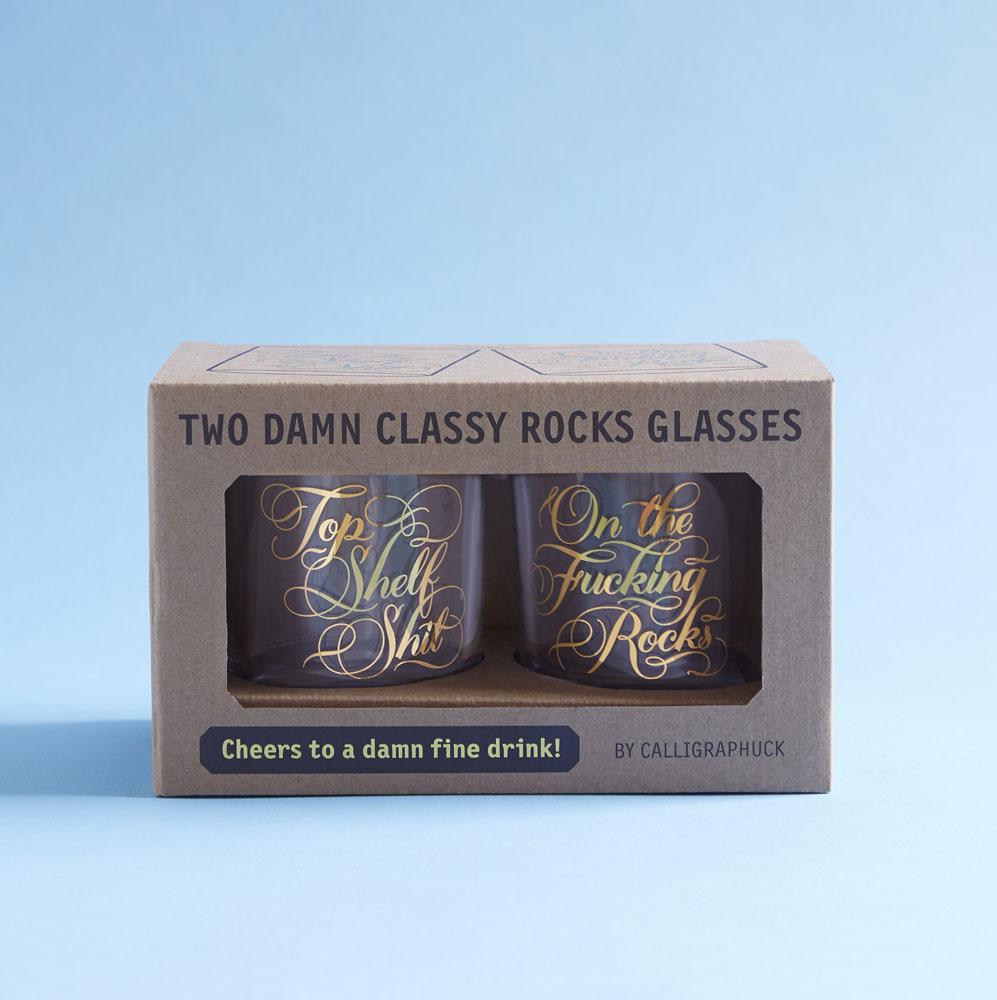 TWO DAMN CLASSY ROCKS GLASSES
Top
Shelf
Shit
On the
Fucking
Rocks
Cheers to a damn fine drink!
BY CALLIGRAPHUCK